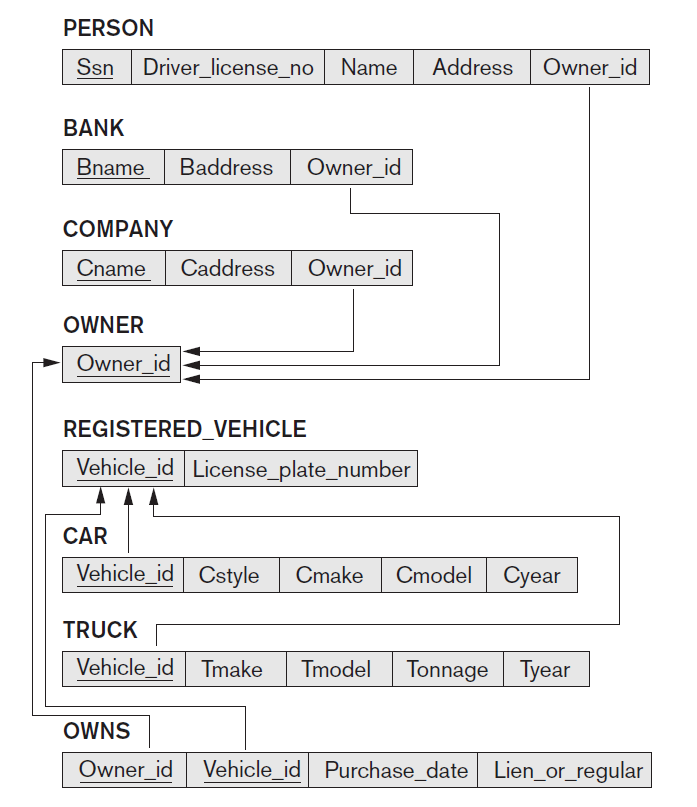 PERSON
Ssn Driver_license_no Name Address Owner_id
BANK
Bname Baddress Owner_id
COMPANY
Cname Caddress Owner_id
OWNER
Owner_id
REGISTERED_VEHICLE
Vehicle_id License_plate_number
CAR
Vehicle_id Cstyle Cmake Cmodel Cyear
TRUCK
Vehicle_id Tmake Tmodel Tonnage Tyear
OWNS
Owner_id Vehicle_id Purchase_date Lien_or_regular